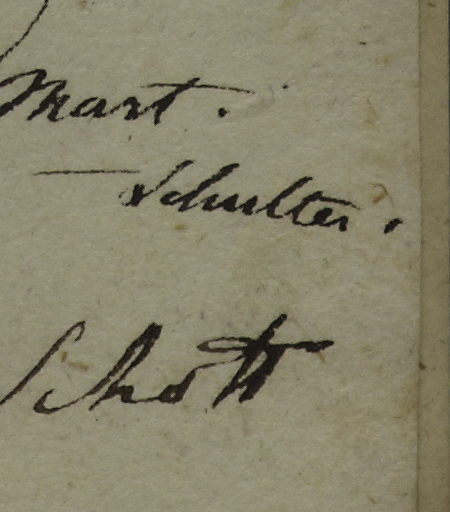 Mart.
— Schulter.
Schott